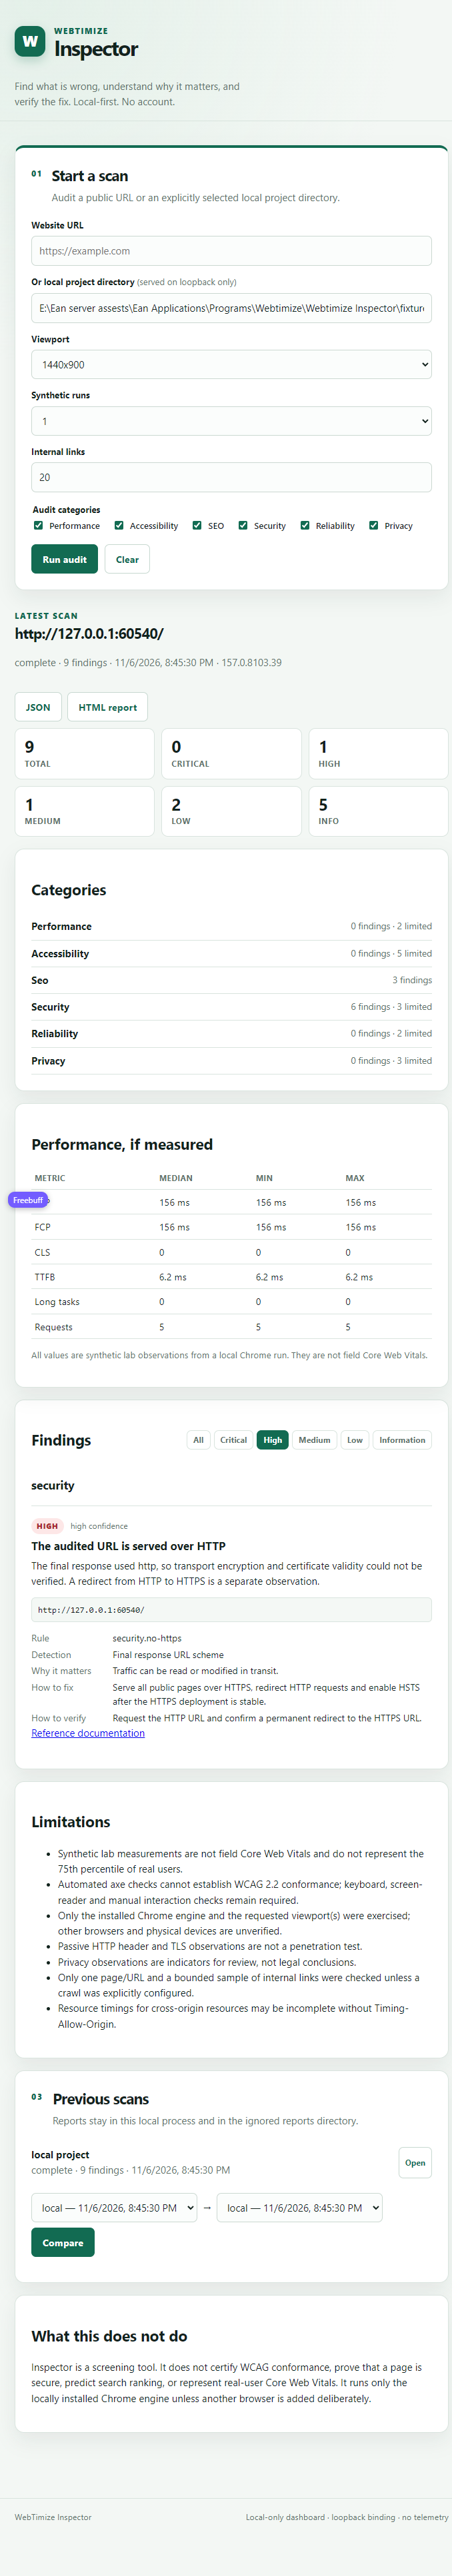 W
WEBTIMIZE
Inspector
Find what is wrong, understand why it matters, and
verify the fix. Local-first. No account.
01 Start a scan
Audit a public URL or an explicitly selected local project directory.
Website URL
https://example.com
Or local project directory (served on loopback only)
E:\Ean server assests\Ean Applications\Programs\Webtimize\Webtimize Inspector\fixture
Viewport
1440x900
Synthetic runs
1
Internal links
20
Audit categories
Performance Accessibility SEO Security Reliability Privacy
Run audit Clear
LATEST SCAN
http://127.0.0.1:60540/
complete · 9 findings · 11/6/2026, 8:45:30 PM · 157.0.8103.39
JSON HTML report
9 0 1
TOTAL CRITICAL HIGH
1 2 5
MEDIUM LOW INFO
Categories
Performance 0 findings · 2 limited
Accessibility 0 findings · 5 limited
Seo 3 findings
Security 6 findings · 3 limited
Reliability 0 findings · 2 limited
Privacy 0 findings · 3 limited
Performance, if measured
METRIC MEDIAN MIN MAX
Freebuff 156 ms 156 ms 156 ms
FCP 156 ms 156 ms 156 ms
CLS 0 0 0
TTFB 6.2 ms 6.2 ms 6.2 ms
Long tasks 0 0 0
Requests 5 5 5
All values are synthetic lab observations from a local Chrome run. They are not field Core Web Vitals.
Findings All Critical High Medium Low Information
security
HIGH high confidence
The audited URL is served over HTTP
The final response used http, so transport encryption and certificate validity could not be
verified. A redirect from HTTP to HTTPS is a separate observation.
http://127.0.0.1:60540/
Rule security.no-https
Detection Final response URL scheme
Why it matters Traffic can be read or modified in transit.
How to fix Serve all public pages over HTTPS, redirect HTTP requests and enable HSTS
after the HTTPS deployment is stable.
How to verify Request the HTTP URL and confirm a permanent redirect to the HTTPS URL.
Reference documentation
Limitations
• Synthetic lab measurements are not field Core Web Vitals and do not represent the
75th percentile of real users.
• Automated axe checks cannot establish WCAG 2.2 conformance; keyboard, screen-
reader and manual interaction checks remain required.
• Only the installed Chrome engine and the requested viewport(s) were exercised;
other browsers and physical devices are unverified.
• Passive HTTP header and TLS observations are not a penetration test.
• Privacy observations are indicators for review, not legal conclusions.
• Only one page/URL and a bounded sample of internal links were checked unless a
crawl was explicitly configured.
• Resource timings for cross-origin resources may be incomplete without Timing-
Allow-Origin.
03 Previous scans
Reports stay in this local process and in the ignored reports directory.
local project
complete · 9 findings · 11/6/2026, 8:45:30 PM
Open
local — 11/6/2026, 8:45:30 PM → local — 11/6/2026, 8:45:30 PM
Compare
What this does not do
Inspector is a screening tool. It does not certify WCAG conformance, prove that a page is
secure, predict search ranking, or represent real-user Core Web Vitals. It runs only the
locally installed Chrome engine unless another browser is added deliberately.
WebTimize Inspector Local-only dashboard · loopback binding · no telemetry